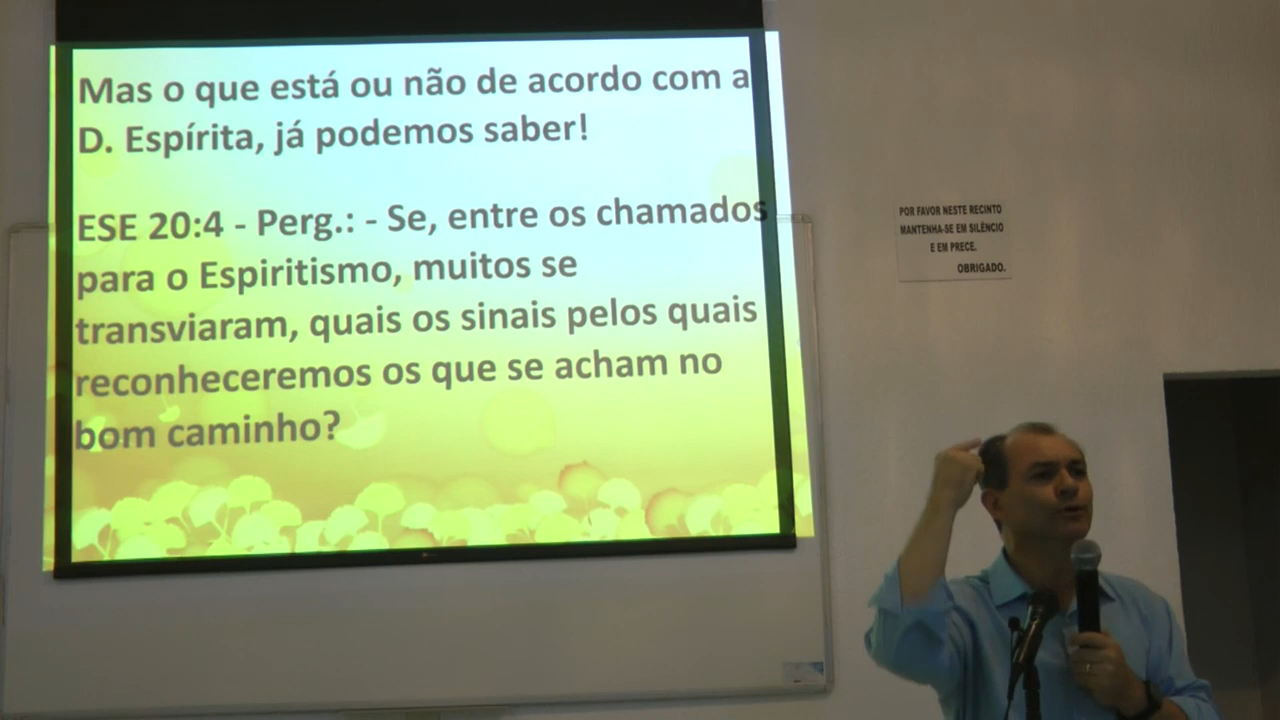 Mas o que está ou não de acordo com a
D. Espírita, já podemos saber!
ESE 20:4 - Perg.: - Se, entre os chamados
para o Espiritismo, muitos se
transviaram, quais os sinais pelos quais
reconheceremos os que se acham no
bom caminho?
POR FAVOR NESTE RECINTO
MANTENHA-SE EM SILÊNCIO
E EM PRECE.
OBRIGADO.